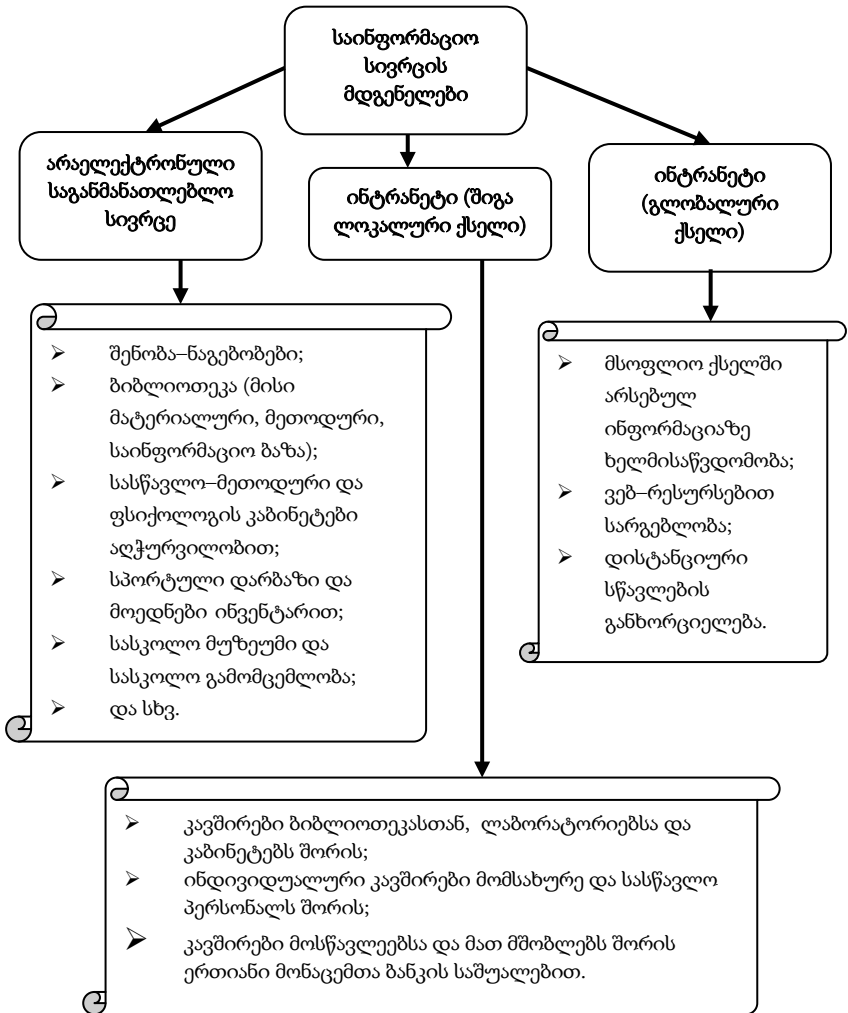 საინფორმაციო
სივრცის
მდგენელები
არაელექტრონული
საგანმანათლებლო
სივრცე
ინტრანეტი (შიგა
ლოკალური ქსელი)
ინტრანეტი
(გლობალური
ქსელი)
➢ შენობა–ნაგებობები;
➢ ბიბლიოთეკა (მისი
მატერიალური, მეთოდური,
საინფორმაციო ბაზა);
➢ სასწავლო–მეთოდური და
ფსიქოლოგის კაბინეტები
აღჭურვილობით;
➢ სპორტული დარბაზი და
მოედნები ინვენტარით;
➢ სასკოლო მუზეუმი და
სასკოლო გამომცემლობა;
➢ და სხვ.
➢ მსოფლიო ქსელში
არსებულ
ინფორმაციაზე
ხელმისაწვდომობა;
➢ ვებ–რესურსებით
სარგებლობა;
➢ დისტანციური
სწავლების
განხორციელება.
➢ კავშირები ბიბლიოთეკასთან, ლაბორატორიებსა და
კაბინეტებს შორის;
➢ ინდივიდუალური კავშირები მომსახურე და სასწავლო
პერსონალს შორის;
➢ კავშირები მოსწავლეებსა და მათ მშობლებს შორის
ერთიანი მონაცემთა ბანკის საშუალებით.